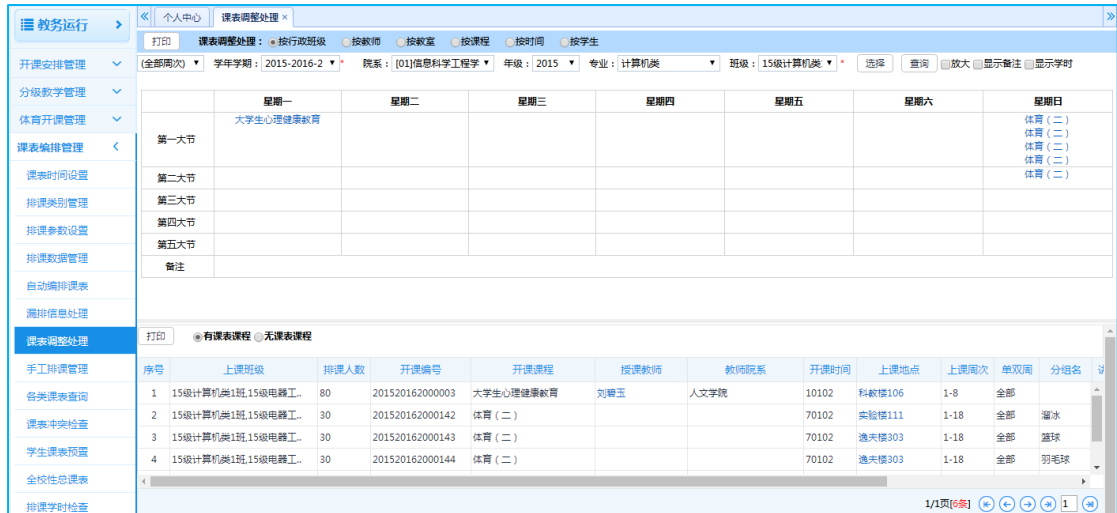 教务运行
个人中心 课表调整处理 ×
打印 课表调整处理： 按行政班级 按教师 按教室 按课程 按时间 按学生
(全部周次) 学年学期： 2015-2016-2 * 院系： [01]信息科学工程学 年级： 2015 专业： 计算机类 班级： 15级计算机类 * 选择 查询 放大 显示备注 显示学时
开课安排管理
分级教学管理
体育开课管理
课表编排管理
课表时间设置
排课类别管理
排课参数设置
排课数据管理
自动编排课表
漏排信息处理
课表调整处理
手工排课管理
各类课表查询
课表冲突检查
学生课表预置
全校性总课表
排课学时检查
星期一 星期二 星期三 星期四 星期五 星期六 星期日
第一大节 大学生心理健康教育 体育（二）
体育（二）
体育（二）
体育（二）
第二大节 体育（二）
第三大节
第四大节
第五大节
备注
打印 有课表课程 无课表课程
序号 上课班级 排课人数 开课编号 开课课程 授课教师 教师院系 开课时间 上课地点 上课周次 单双周 分组名
1 15级计算机类1班,15级电器工.. 80 201520162000003 大学生心理健康教育 刘碧玉 人文学院 10102 科教楼106 1-8 全部
2 15级计算机类1班,15级电器工.. 30 201520162000142 体育（二） 70102 实验楼111 1-18 全部 溜冰
3 15级计算机类1班,15级电器工.. 30 201520162000143 体育（二） 70102 逸夫楼303 1-18 全部 篮球
4 15级计算机类1班,15级电器工.. 30 201520162000144 体育（二） 70102 逸夫楼303 1-18 全部 羽毛球
1/1页[6条] 1